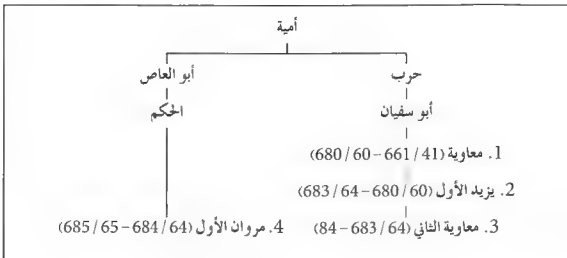 أمية
حرب أبو العاص
أبو سفيان الحكم
1. معاوية (41/661–60/680)
2. يزيد الأول (60/680–64/683)
3. معاوية الثاني (64/683–84) 4. مروان الأول (64/684–65/685)